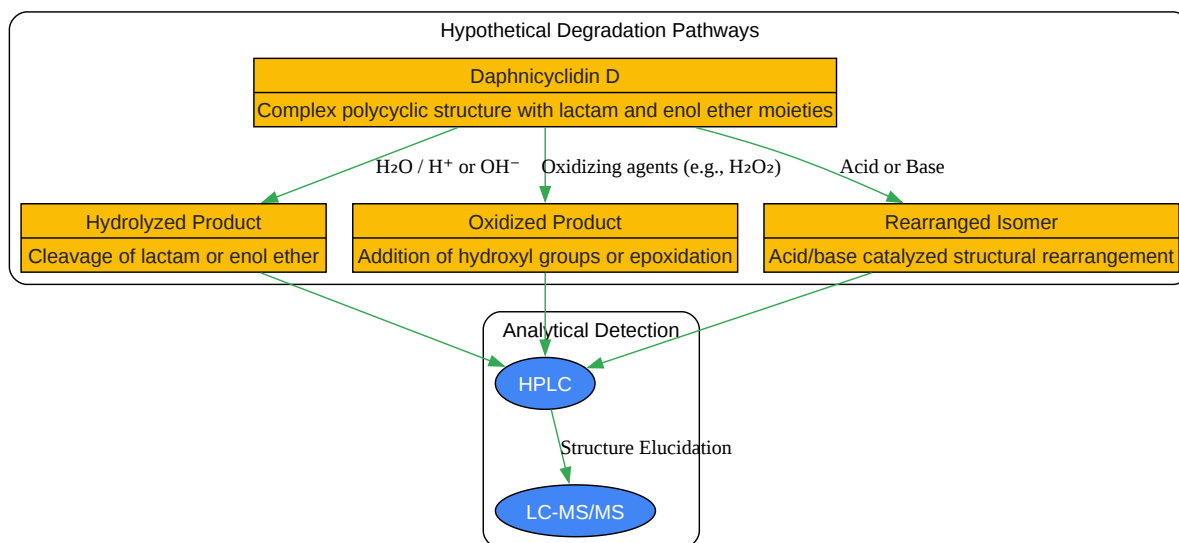 Hypothetical Degradation Pathways
Daphnicyclidin D
Complex polycyclic structure with lactam and enol ether moieties
H₂O / H⁺ or OH⁻
Oxidizing agents (e.g., H₂O₂)
Acid or Base
Hydrolyzed Product
Cleavage of lactam or enol ether
Oxidized Product
Addition of hydroxyl groups or epoxidation
Rearranged Isomer
Acid/base catalyzed structural rearrangement
Analytical Detection
HPLC
Structure Elucidation
LC-MS/MS